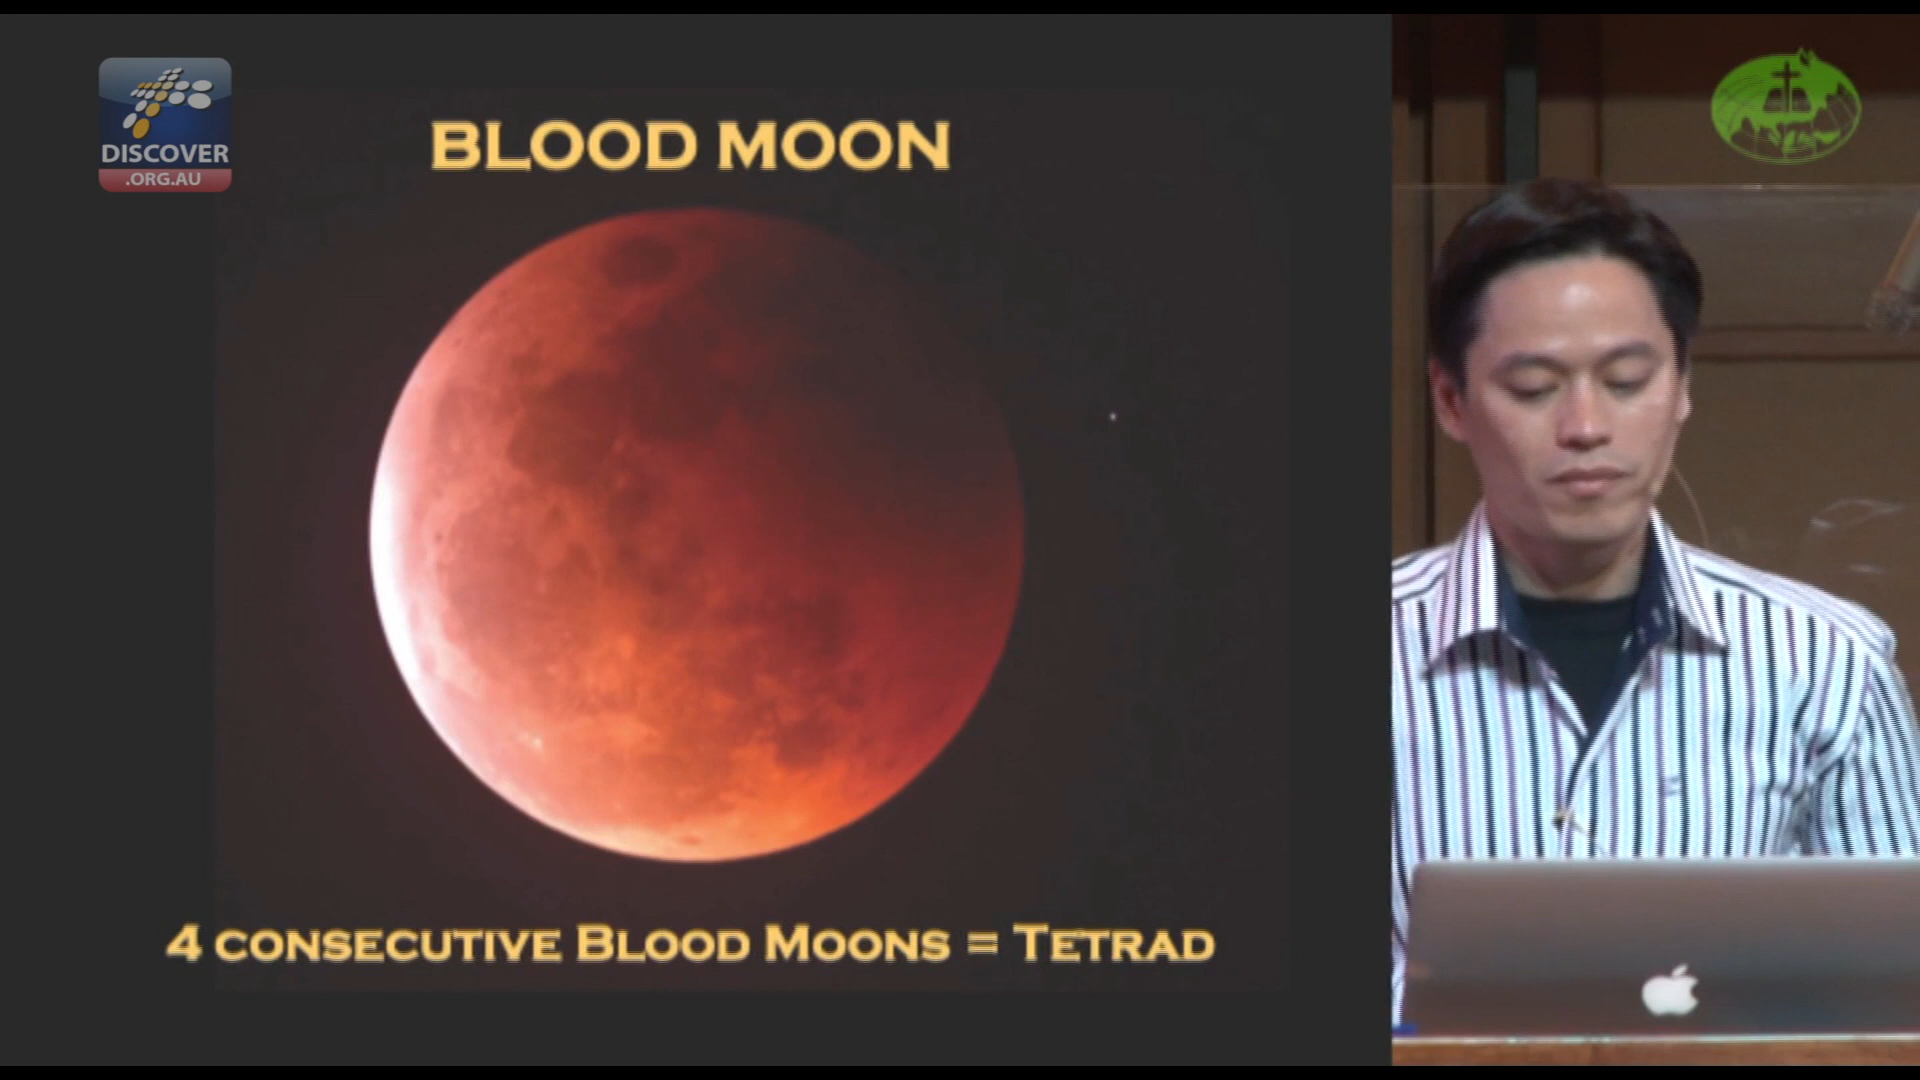 DISCOVER
.ORG.AU
BLOOD MOON
4 CONSECUTIVE BLOOD MOONS = TETRAD